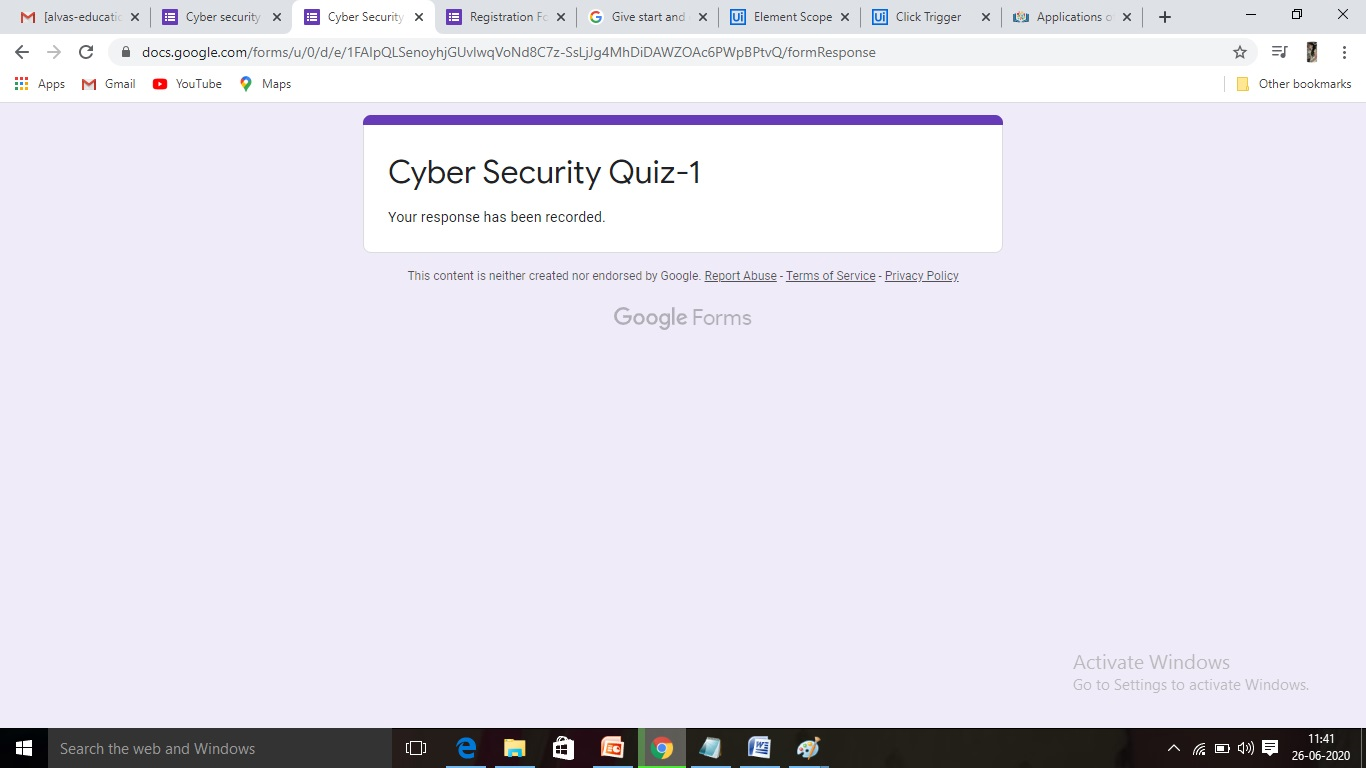 [alvas-educatio
Cyber security
Cyber Security
Registration Fo
Give start and
Element Scope
Click Trigger
Applications o
docs.google.com/forms/u/0/d/e/1FAIpQLSenoyhjGUvlwqVoNd8C7z-SsLjJg4MhDiDAWZOAc6PWpBPtvQ/formResponse
Apps
Gmail
YouTube
Maps
Other bookmarks
Cyber Security Quiz-1
Your response has been recorded.
This content is neither created nor endorsed by Google. Report Abuse - Terms of Service - Privacy Policy
Google Forms
Activate Windows
Go to Settings to activate Windows.
Search the web and Windows
11:41
26-06-2020